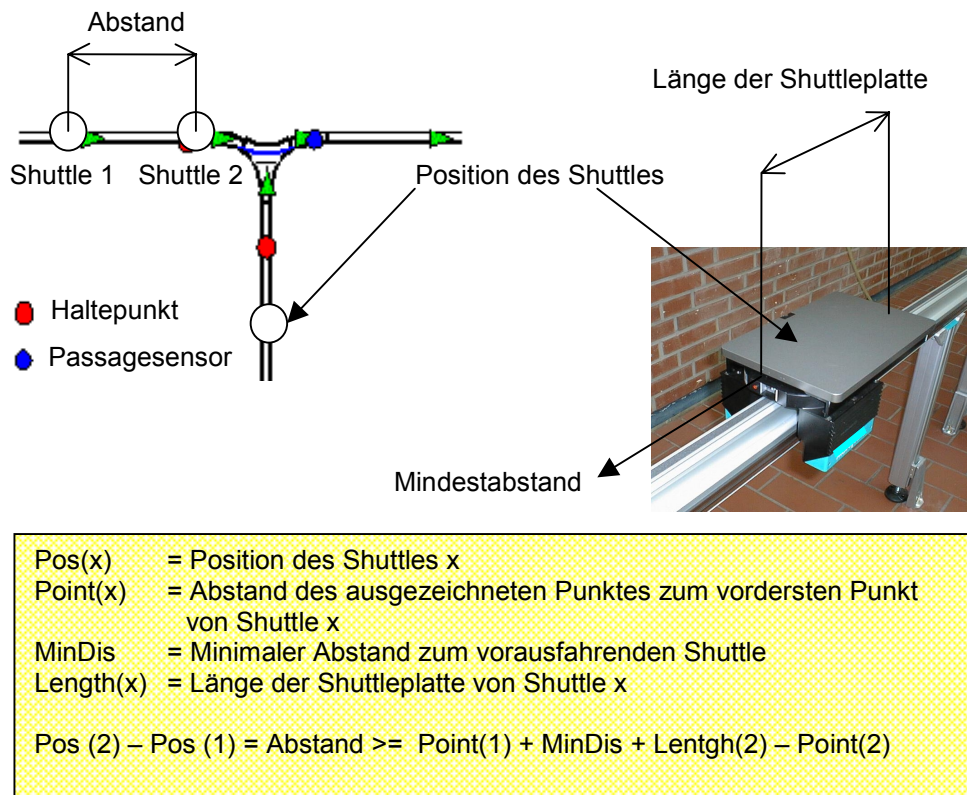 Abstand
Länge der Shuttleplatte
Shuttle 1 Shuttle 2
Position des Shuttles
Haltepunkt
Passagesensor
Mindestabstand
Pos(x) = Position des Shuttles x
Point(x) = Abstand des ausgezeichneten Punktes zum vordersten Punkt
von Shuttle x
MinDis = Minimaler Abstand zum vorausfahrenden Shuttle
Length(x) = Länge der Shuttleplatte von Shuttle x
Pos (2) – Pos (1) = Abstand >= Point(1) + MinDis + Lentgh(2) – Point(2)